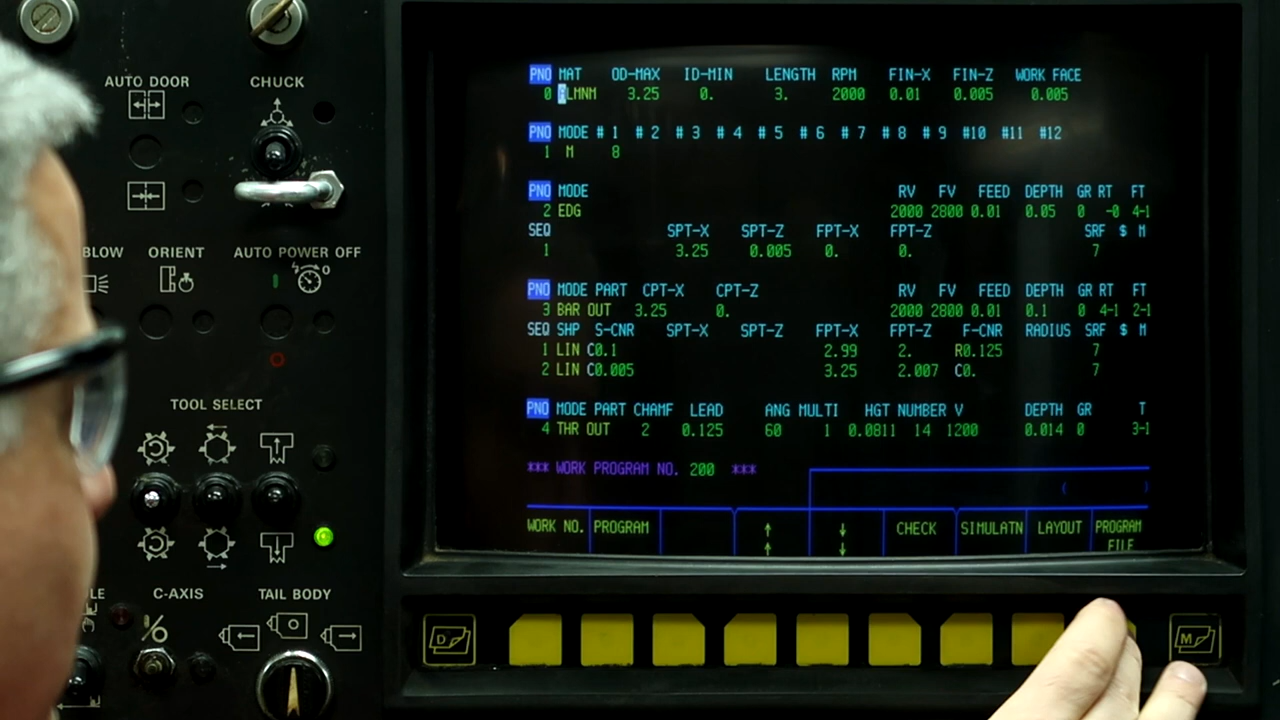 AUTO DOOR
CHUCK
BLOW
ORIENT
AUTO POWER OFF
TOOL SELECT
C-AXIS
TAIL BODY
PNO MAT OD-MAX ID-MIN LENGTH RPM FIN-X FIN-Z WORK FACE
0 LMNM 3.25 0. 3. 2000 0.01 0.005 0.005
PNO MODE # 1 # 2 # 3 # 4 # 5 # 6 # 7 # 8 # 9 #10 #11 #12
1 M 8
PNO MODE RV FV FEED DEPTH GR RT FT
2 EDG 2000 2800 0.01 0.05 0 -0 4-1
SEQ SPT-X SPT-Z FPT-X FPT-Z SRF $ M
1 3.25 0.005 0. 0. 7
PNO MODE PART CPT-X CPT-Z RV FV FEED DEPTH GR RT FT
3 BAR OUT 3.25 0. 2000 2800 0.01 0.1 0 4-1 2-1
SEQ SHP S-CNR SPT-X SPT-Z FPT-X FPT-Z F-CNR RADIUS SRF $ M
1 LIN C0.1 2.99 2. R0.125 7
2 LIN C0.005 3.25 2.007 C0. 7
PNO MODE PART CHAMF LEAD ANG MULTI HGT NUMBER V DEPTH GR T
4 THR OUT 2 0.125 60 1 0.0811 14 1200 0.014 0 3-1
*** WORK PROGRAM NO. 200 ***
( )
WORK NO. PROGRAM CHECK SIMULATN LAYOUT PROGRAM
FILE
D
M